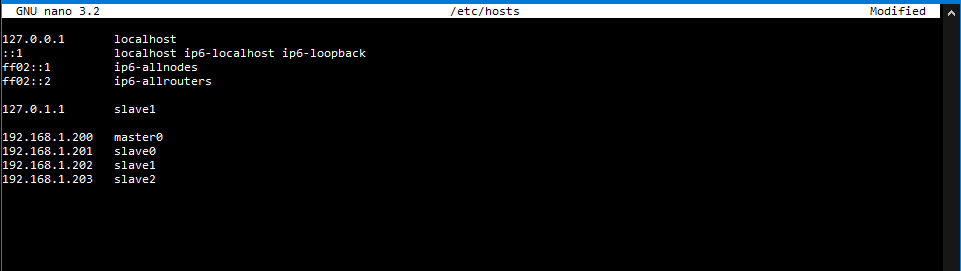 GNU nano 3.2 /etc/hosts Modified
127.0.0.1 localhost
::1 localhost ip6-localhost ip6-loopback
ff02::1 ip6-allnodes
ff02::2 ip6-allrouters
127.0.1.1 slave1
192.168.1.200 master0
192.168.1.201 slave0
192.168.1.202 slave1
192.168.1.203 slave2